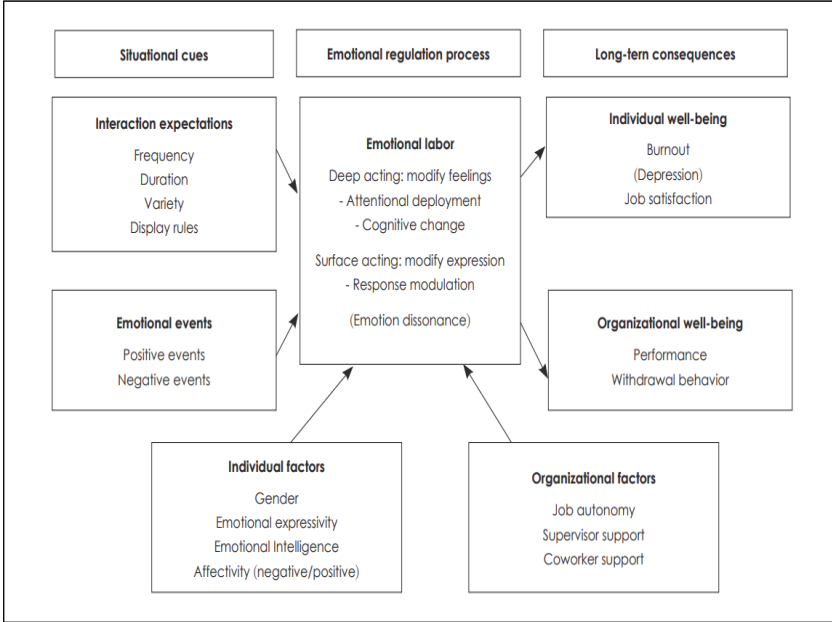 Situational cues
Emotional regulation process
Long-tern consequences
Interaction expectations
Frequency
Duration
Variety
Display rules
Emotional events
Positive events
Negative events
Emotional labor
Deep acting: modify feelings
- Attentional deployment
- Cognitive change
Surface acting: modify expression
- Response modulation
(Emotion dissonance)
Individual well-being
Burnout
(Depression)
Job satisfaction
Organizational well-being
Performance
Withdrawal behavior
Individual factors
Gender
Emotional expressivity
Emotional Intelligence
Affectivity (negative/positive)
Organizational factors
Job autonomy
Supervisor support
Coworker support